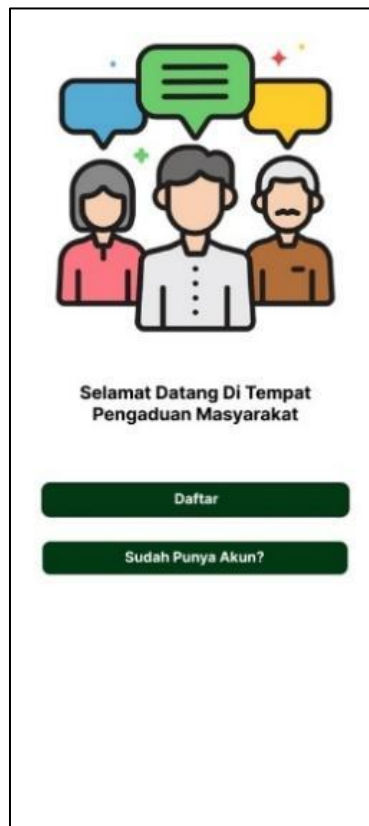 Selamat Datang Di Tempat
Pengaduan Masyarakat
Daftar
Sudah Punya Akun?